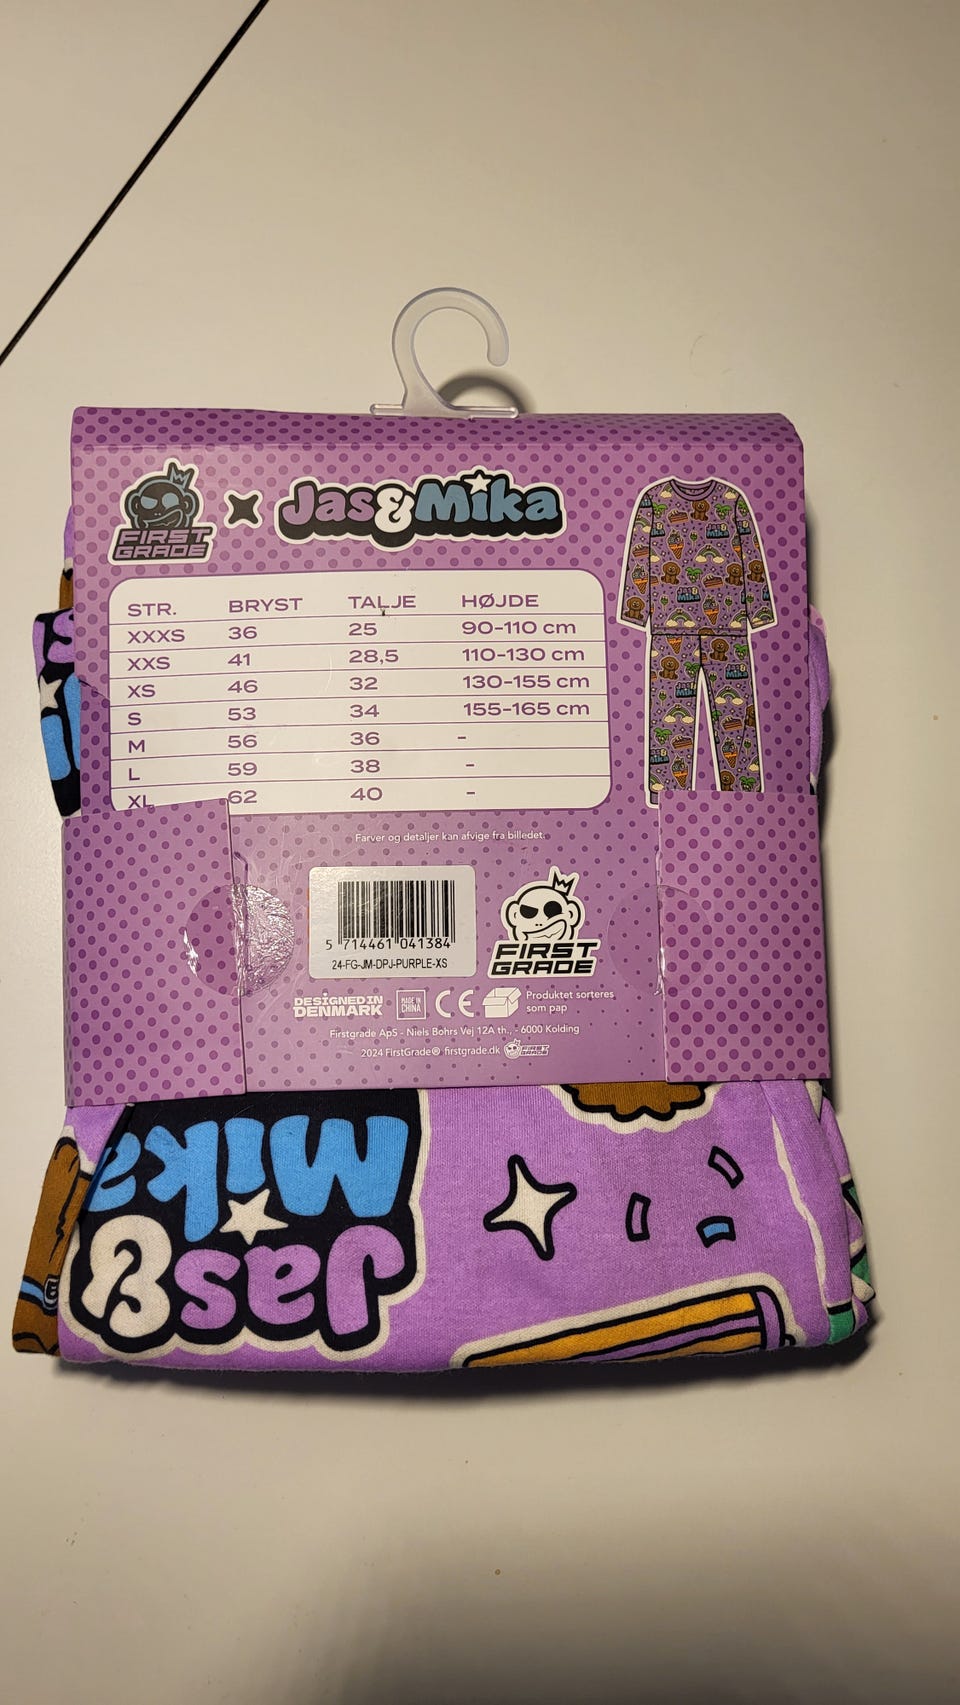 FIRST GRADE × Jas&Mika
STR. BRYST TALJE HØJDE
XXXS 36 25 90-110 cm
XXS 41 28,5 110-130 cm
XS 46 32 130-155 cm
S 53 34 155-165 cm
M 56 36 -
L 59 38 -
XL 62 40 -
Farver og detaljer kan afvige fra billedet.
5 714461 041384
24-FG-JM-DPJ-PURPLE-XS
FIRST
GRADE
DESIGNED IN
DENMARK
MADE IN
CHINA
CE
Produktet sorteres
som pap
Firstgrade ApS - Niels Bohrs Vej 12A th., - 6000 Kolding
2024 FirstGrade® firstgrade.dk FIRST GRADE
Jas&
Mika